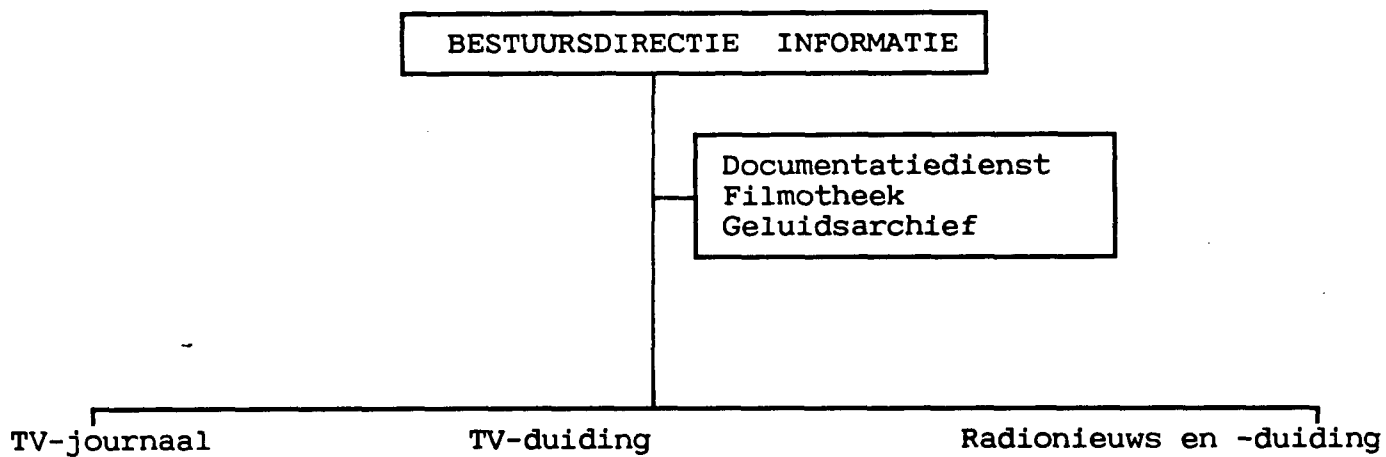 BESTUURSDIRECTIE INFORMATIE
Documentatiedienst
Filmotheek
Geluidsarchief
TV-journaal TV-duiding Radionieuws en -duiding